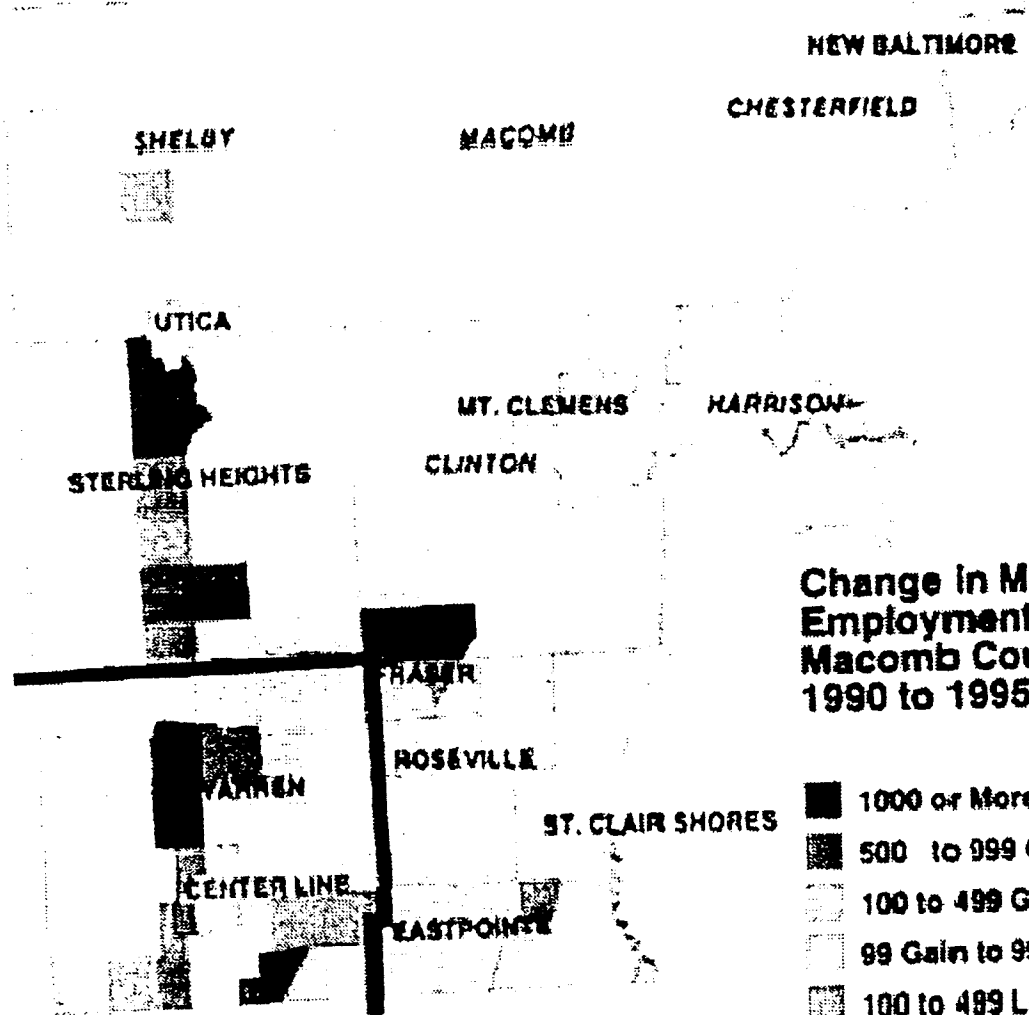 NEW BALTIMORE
CHESTERFIELD
SHELBY
MACOMB
UTICA
MT. CLEMENS
HARRISON
CLINTON
STERLING HEIGHTS
Change in M
Employment
Macomb Cou
1990 to 1995
FRASER
ROSEVILLE
WARREN
1000 or More
ST. CLAIR SHORES
500 to 999 G
CENTER LINE
100 to 499 G
EASTPOINTE
99 Gain to 99
100 to 499 L